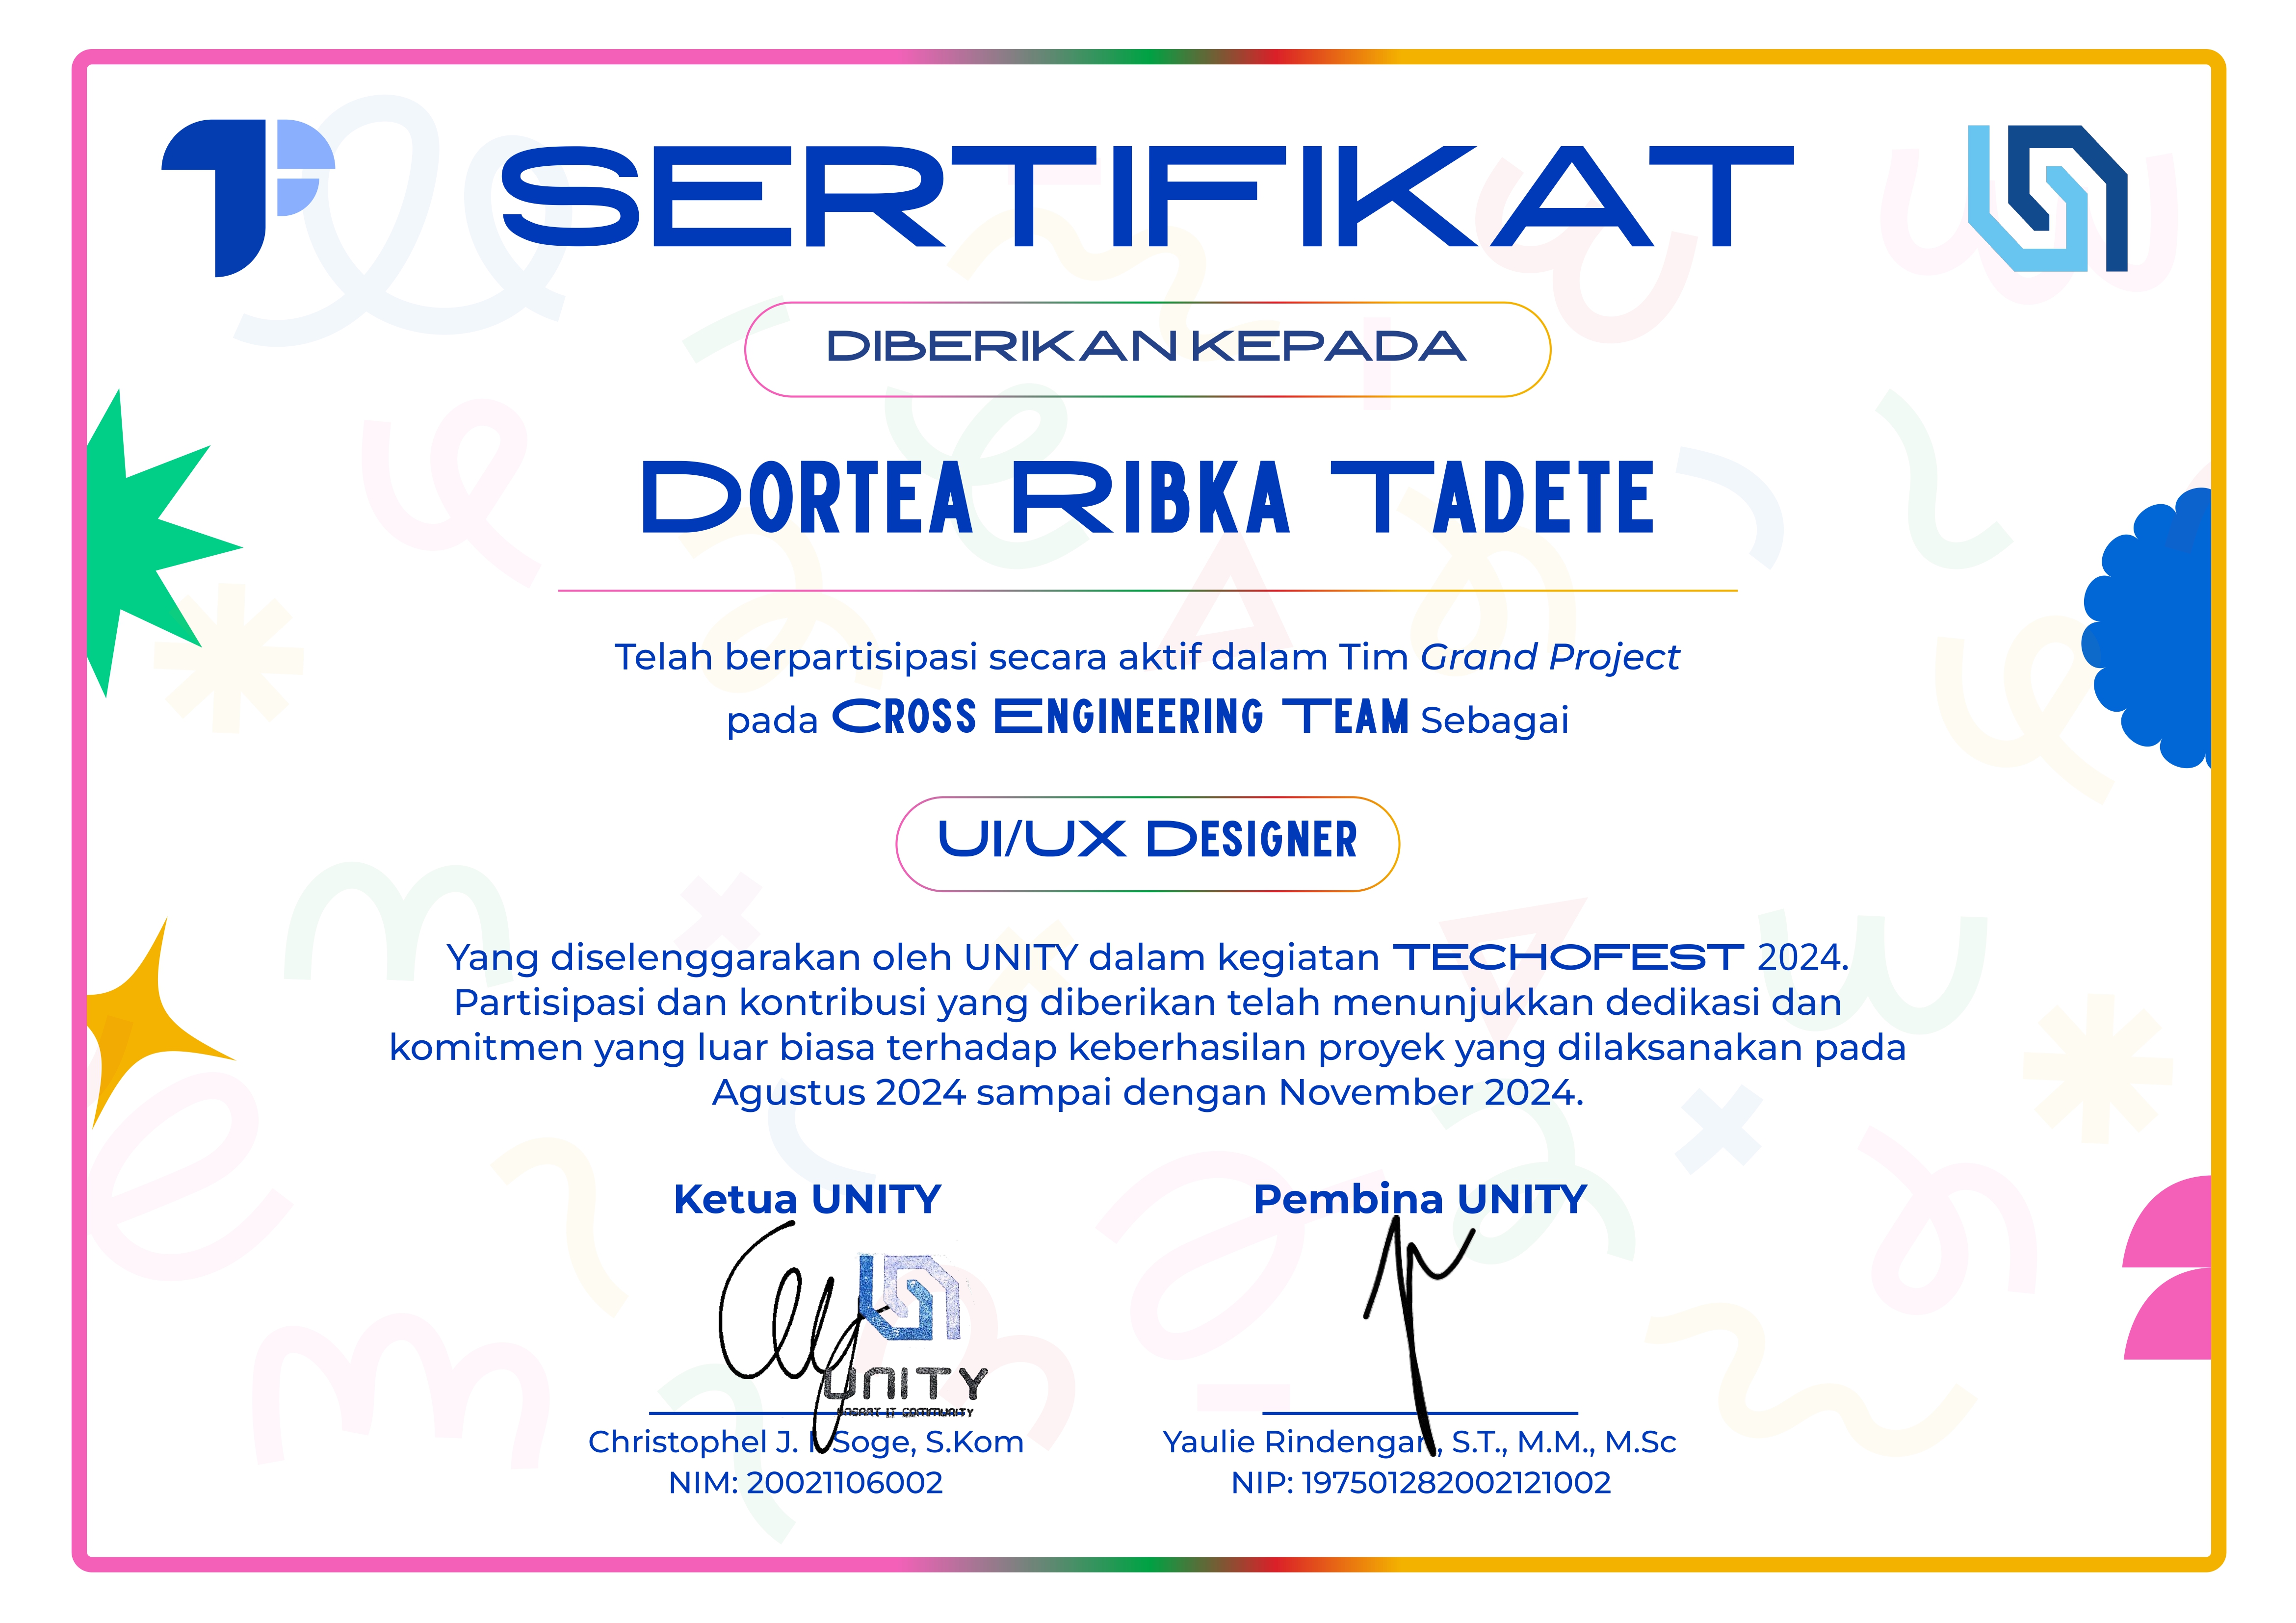 SERTIFIKAT
DIBERIKAN KEPADA
DORTEA RIBKA TADETE
Telah berpartisipasi secara aktif dalam Tim Grand Project
pada CROSS ENGINEERING TEAM Sebagai
UI/UX DESIGNER
Yang diselenggarakan oleh UNITY dalam kegiatan TECHOFEST 2024.
Partisipasi dan kontribusi yang diberikan telah menunjukkan dedikasi dan
komitmen yang luar biasa terhadap keberhasilan proyek yang dilaksanakan pada
Agustus 2024 sampai dengan November 2024.
Ketua UNITY
Pembina UNITY
UNITY
UNSRAT IT COMMUNITY
Christophel J. Soge, S.Kom
Yaulie Rindengan, S.T., M.M., M.Sc
NIM: 20021106002
NIP: 197501282002121002